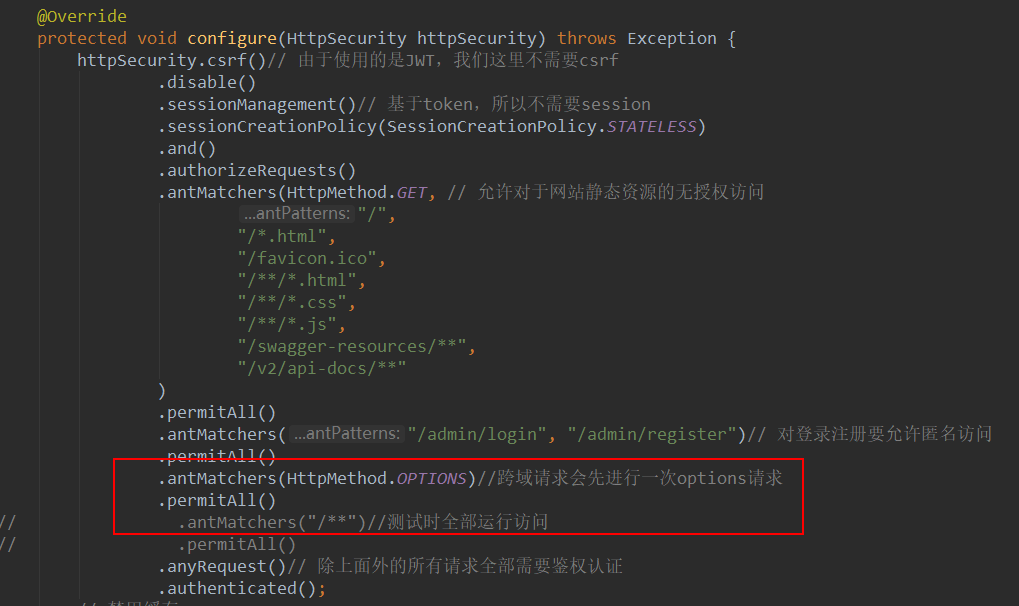 @Override
protected void configure(HttpSecurity httpSecurity) throws Exception {
httpSecurity.csrf()// 由于使用的是JWT，我们这里不需要csrf
.disable()
.sessionManagement()// 基于token，所以不需要session
.sessionCreationPolicy(SessionCreationPolicy.STATELESS)
.and()
.authorizeRequests()
.antMatchers(HttpMethod.GET, // 允许对于网站静态资源的无授权访问
...antPatterns: "/",
"/*.html",
"/favicon.ico",
"/**/*.html",
"/**/*.css",
"/**/*.js",
"/swagger-resources/**",
"/v2/api-docs/**"
)
.permitAll()
.antMatchers( ...antPatterns: "/admin/login", "/admin/register")// 对登录注册要允许匿名访问
.permitAll()
.antMatchers(HttpMethod.OPTIONS)//跨域请求会先进行一次options请求
.permitAll()
// .antMatchers("/**")//测试时全部运行访问
// .permitAll()
.anyRequest()// 除上面外的所有请求全部需要鉴权认证
.authenticated();
// 禁用缓存